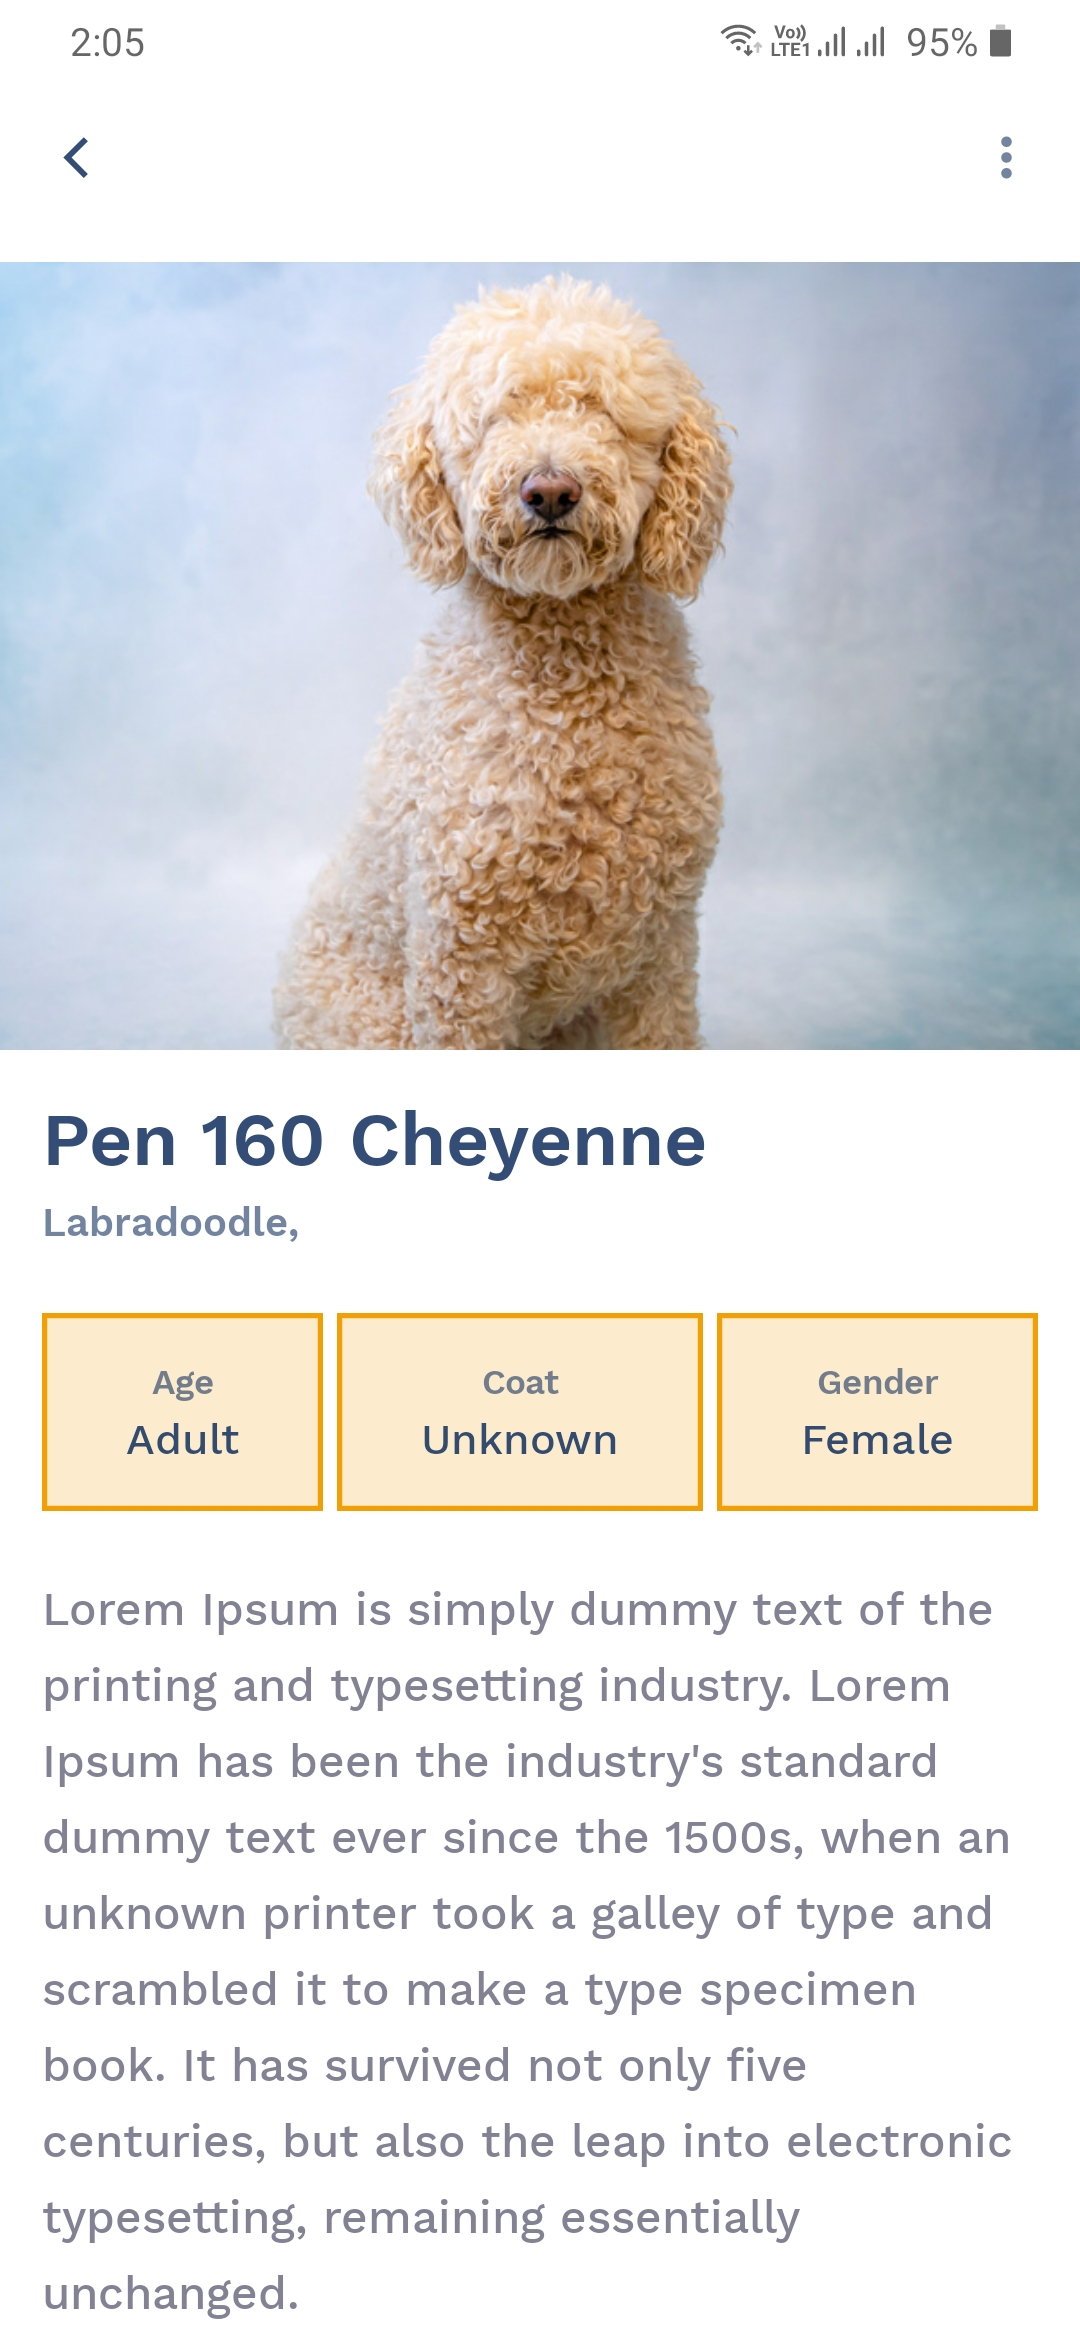 2:05
Vo)) LTE1 95%
Pen 160 Cheyenne
Labradoodle,
Age
Adult
Coat
Unknown
Gender
Female
Lorem Ipsum is simply dummy text of the
printing and typesetting industry. Lorem
Ipsum has been the industry's standard
dummy text ever since the 1500s, when an
unknown printer took a galley of type and
scrambled it to make a type specimen
book. It has survived not only five
centuries, but also the leap into electronic
typesetting, remaining essentially
unchanged.